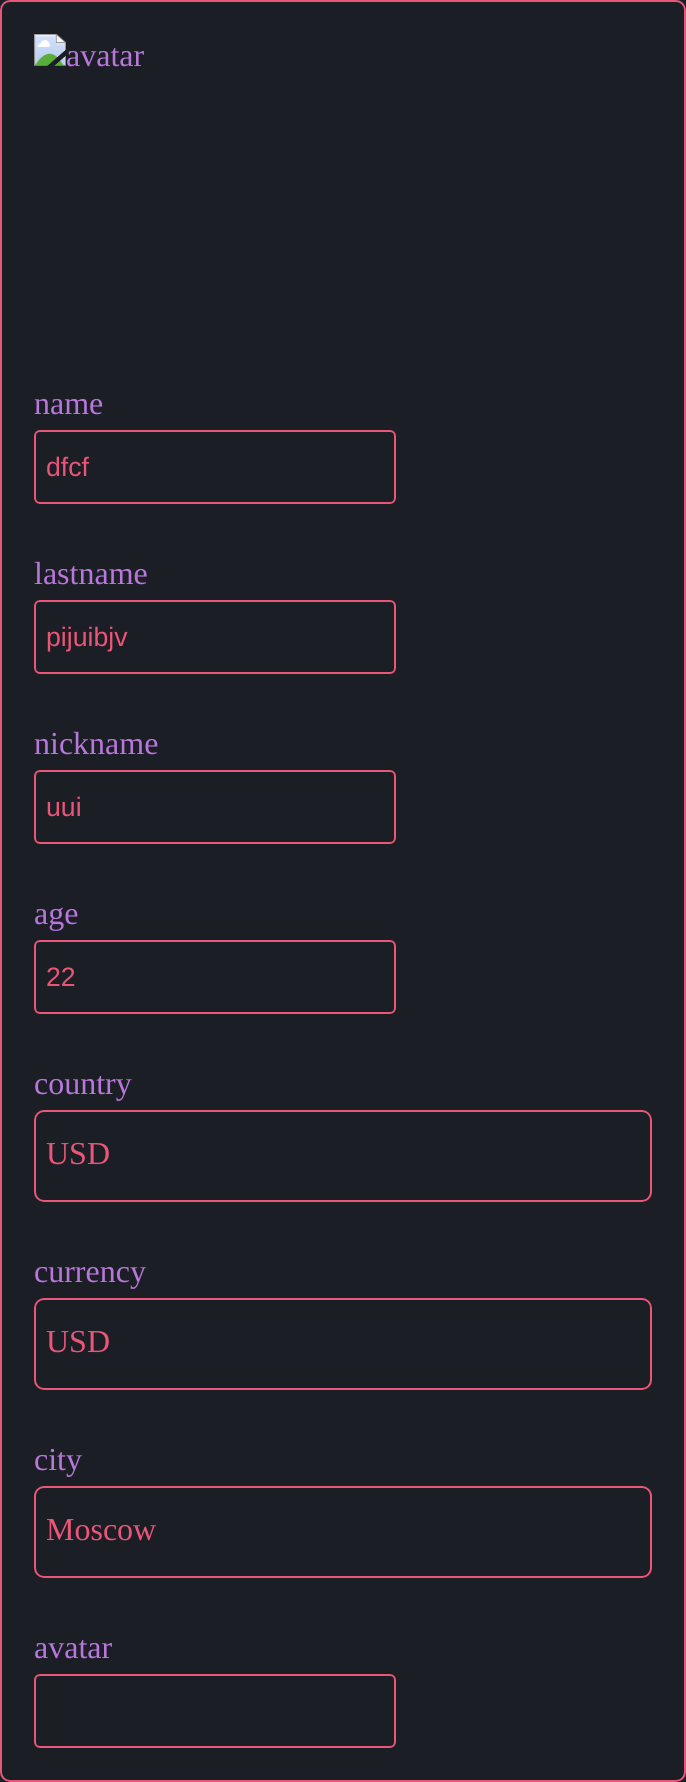 avatar
name
dfcf
lastname
pijuibjv
nickname
uui
age
22
country
USD
currency
USD
city
Moscow
avatar